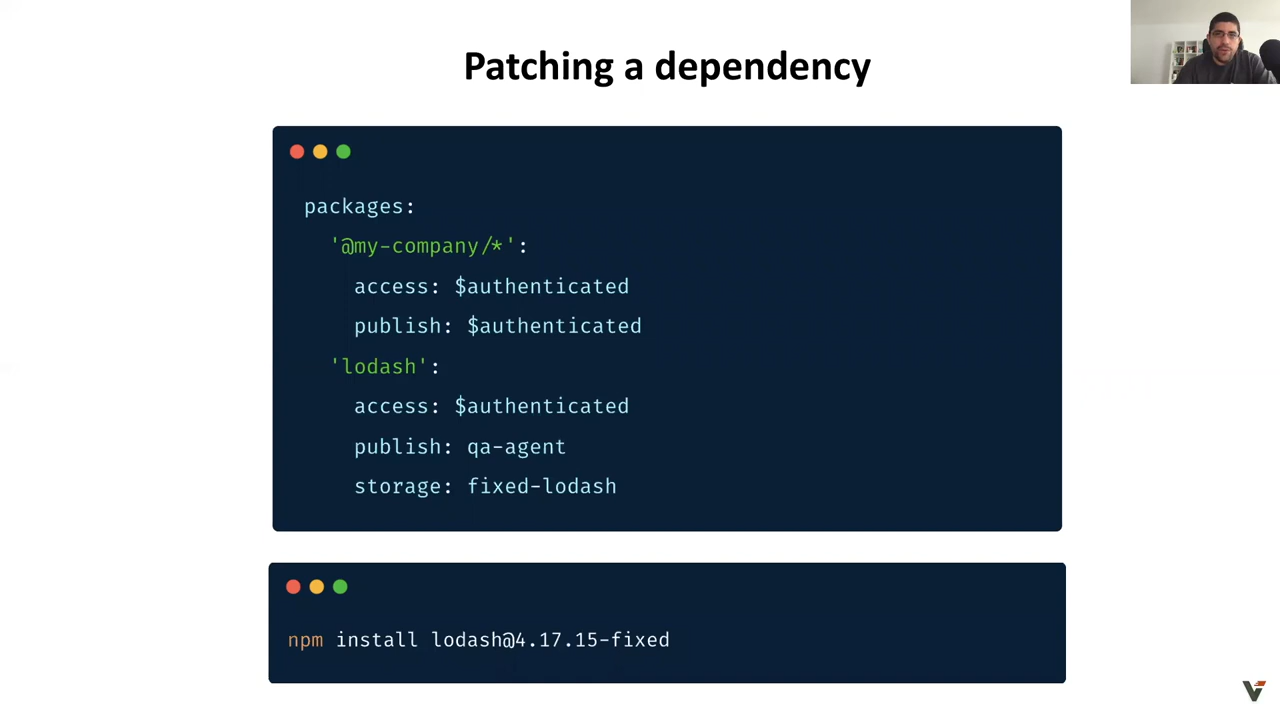 Patching a dependency
packages:
'@my-company/*':
access: $authenticated
publish: $authenticated
'lodash':
access: $authenticated
publish: qa-agent
storage: fixed-lodash
npm install lodash@4.17.15-fixed